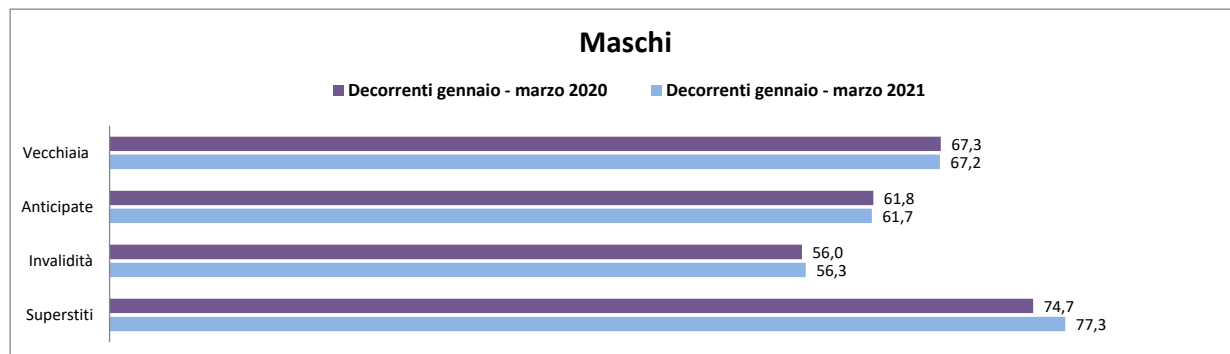 Maschi
Decorrenti gennaio - marzo 2020 Decorrenti gennaio - marzo 2021
Vecchiaia
67,3
67,2
Anticipate
61,8
61,7
Invalidità
56,0
56,3
Superstiti
74,7
77,3